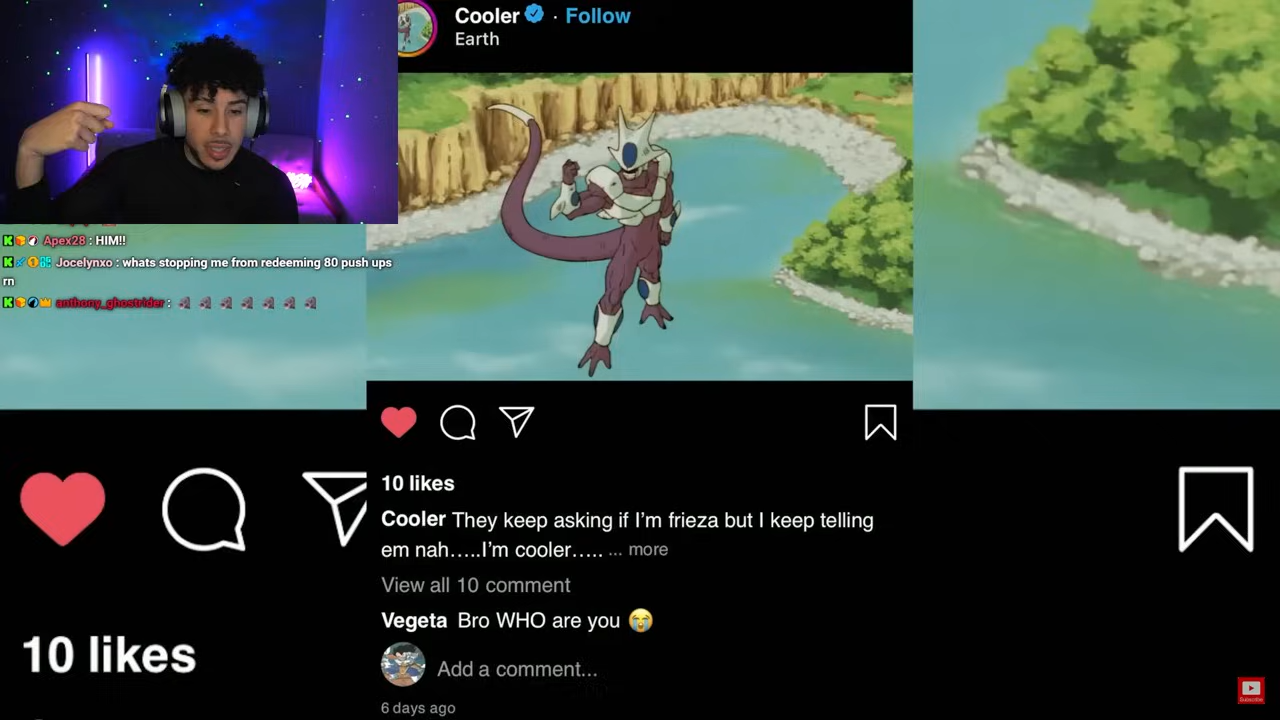 Cooler · Follow
Earth
Apex28 : HIM!!
Jocelynxo : whats stopping me from redeeming 80 push ups
rn
anthony_ghostrider :
10 likes
Cooler They keep asking if I’m frieza but I keep telling
em nah…..I’m cooler….. ... more
View all 10 comment
Vegeta Bro WHO are you 😭
Add a comment...
6 days ago
10 likes
Subscribe